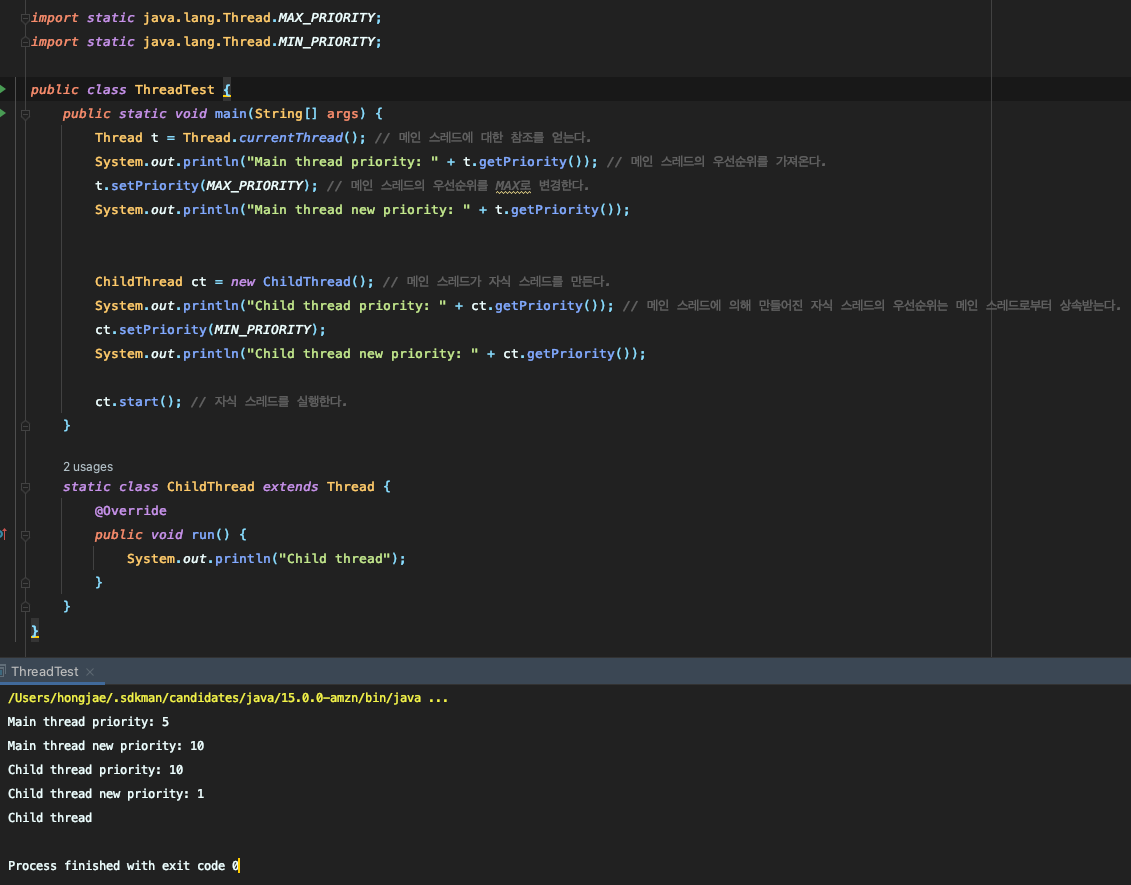 import static java.lang.Thread.MAX_PRIORITY;
import static java.lang.Thread.MIN_PRIORITY;
public class ThreadTest {
public static void main(String[] args) {
Thread t = Thread.currentThread(); // 메인 스레드에 대한 참조를 얻는다.
System.out.println("Main thread priority: " + t.getPriority()); // 메인 스레드의 우선순위를 가져온다.
t.setPriority(MAX_PRIORITY); // 메인 스레드의 우선순위를 MAX로 변경한다.
System.out.println("Main thread new priority: " + t.getPriority());
ChildThread ct = new ChildThread(); // 메인 스레드가 자식 스레드를 만든다.
System.out.println("Child thread priority: " + ct.getPriority()); // 메인 스레드에 의해 만들어진 자식 스레드의 우선순위는 메인 스레드로부터 상속받는다.
ct.setPriority(MIN_PRIORITY);
System.out.println("Child thread new priority: " + ct.getPriority());
ct.start(); // 자식 스레드를 실행한다.
}
2 usages
static class ChildThread extends Thread {
@Override
public void run() {
System.out.println("Child thread");
}
}
}
ThreadTest ×
/Users/hongjae/.sdkman/candidates/java/15.0.0-amzn/bin/java ...
Main thread priority: 5
Main thread new priority: 10
Child thread priority: 10
Child thread new priority: 1
Child thread
Process finished with exit code 0